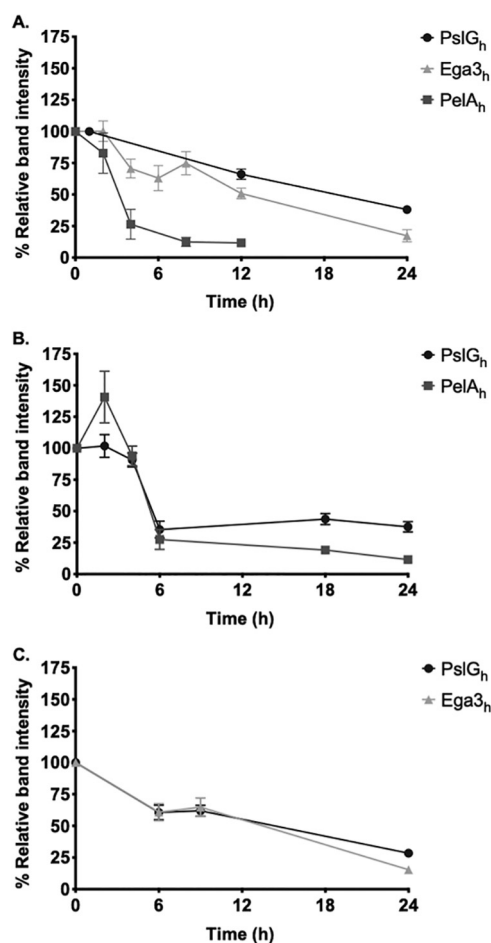 A.
175
150
125
100
75
50
25
0
% Relative band intensity
0 6 12 18 24
Time (h)
PslGh
Ega3h
PelAh
B.
175
150
125
100
75
50
25
0
% Relative band intensity
0 6 12 18 24
Time (h)
PslGh
PelAh
C.
175
150
125
100
75
50
25
0
% Relative band intensity
0 6 12 18 24
Time (h)
PslGh
Ega3h